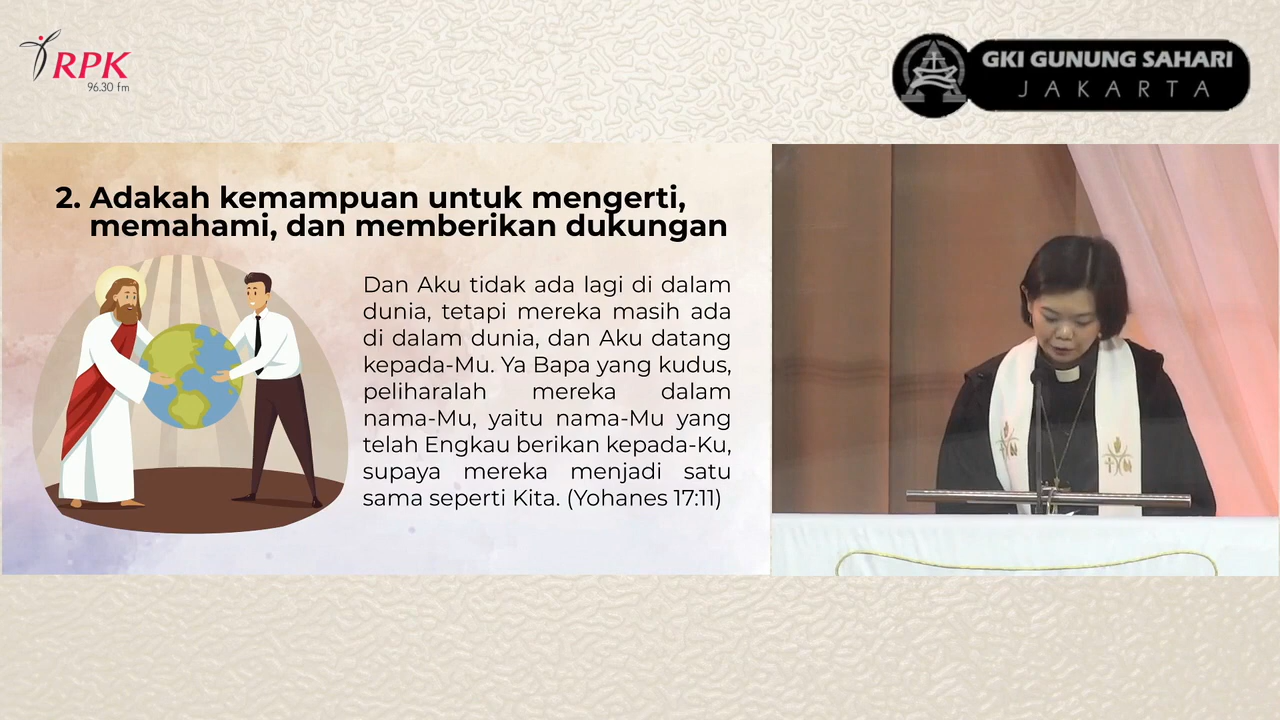 RPK
96.30 fm
GKI GUNUNG SAHARI
JAKARTA
2. Adakah kemampuan untuk mengerti,
memahami, dan memberikan dukungan
Dan Aku tidak ada lagi di dalam
dunia, tetapi mereka masih ada
di dalam dunia, dan Aku datang
kepada-Mu. Ya Bapa yang kudus,
peliharalah mereka dalam
nama-Mu, yaitu nama-Mu yang
telah Engkau berikan kepada-Ku,
supaya mereka menjadi satu
sama seperti Kita. (Yohanes 17:11)